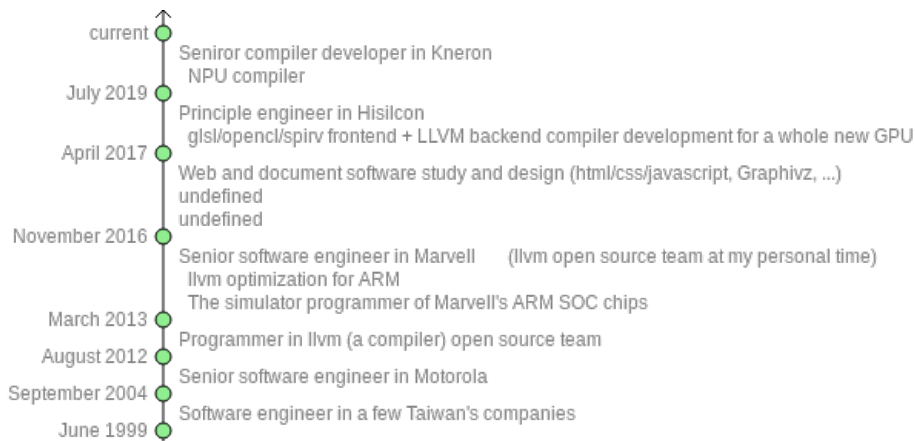 current
Seniror compiler developer in Kneron
NPU compiler
July 2019
Principle engineer in Hisilcon
glsl/opencl/spirv frontend + LLVM backend compiler development for a whole new GPU
April 2017
Web and document software study and design (html/css/javascript, Graphivz, ...)
undefined
undefined
November 2016
Senior software engineer in Marvell (llvm open source team at my personal time)
llvm optimization for ARM
The simulator programmer of Marvell's ARM SOC chips
March 2013
Programmer in llvm (a compiler) open source team
August 2012
Senior software engineer in Motorola
September 2004
Software engineer in a few Taiwan's companies
June 1999